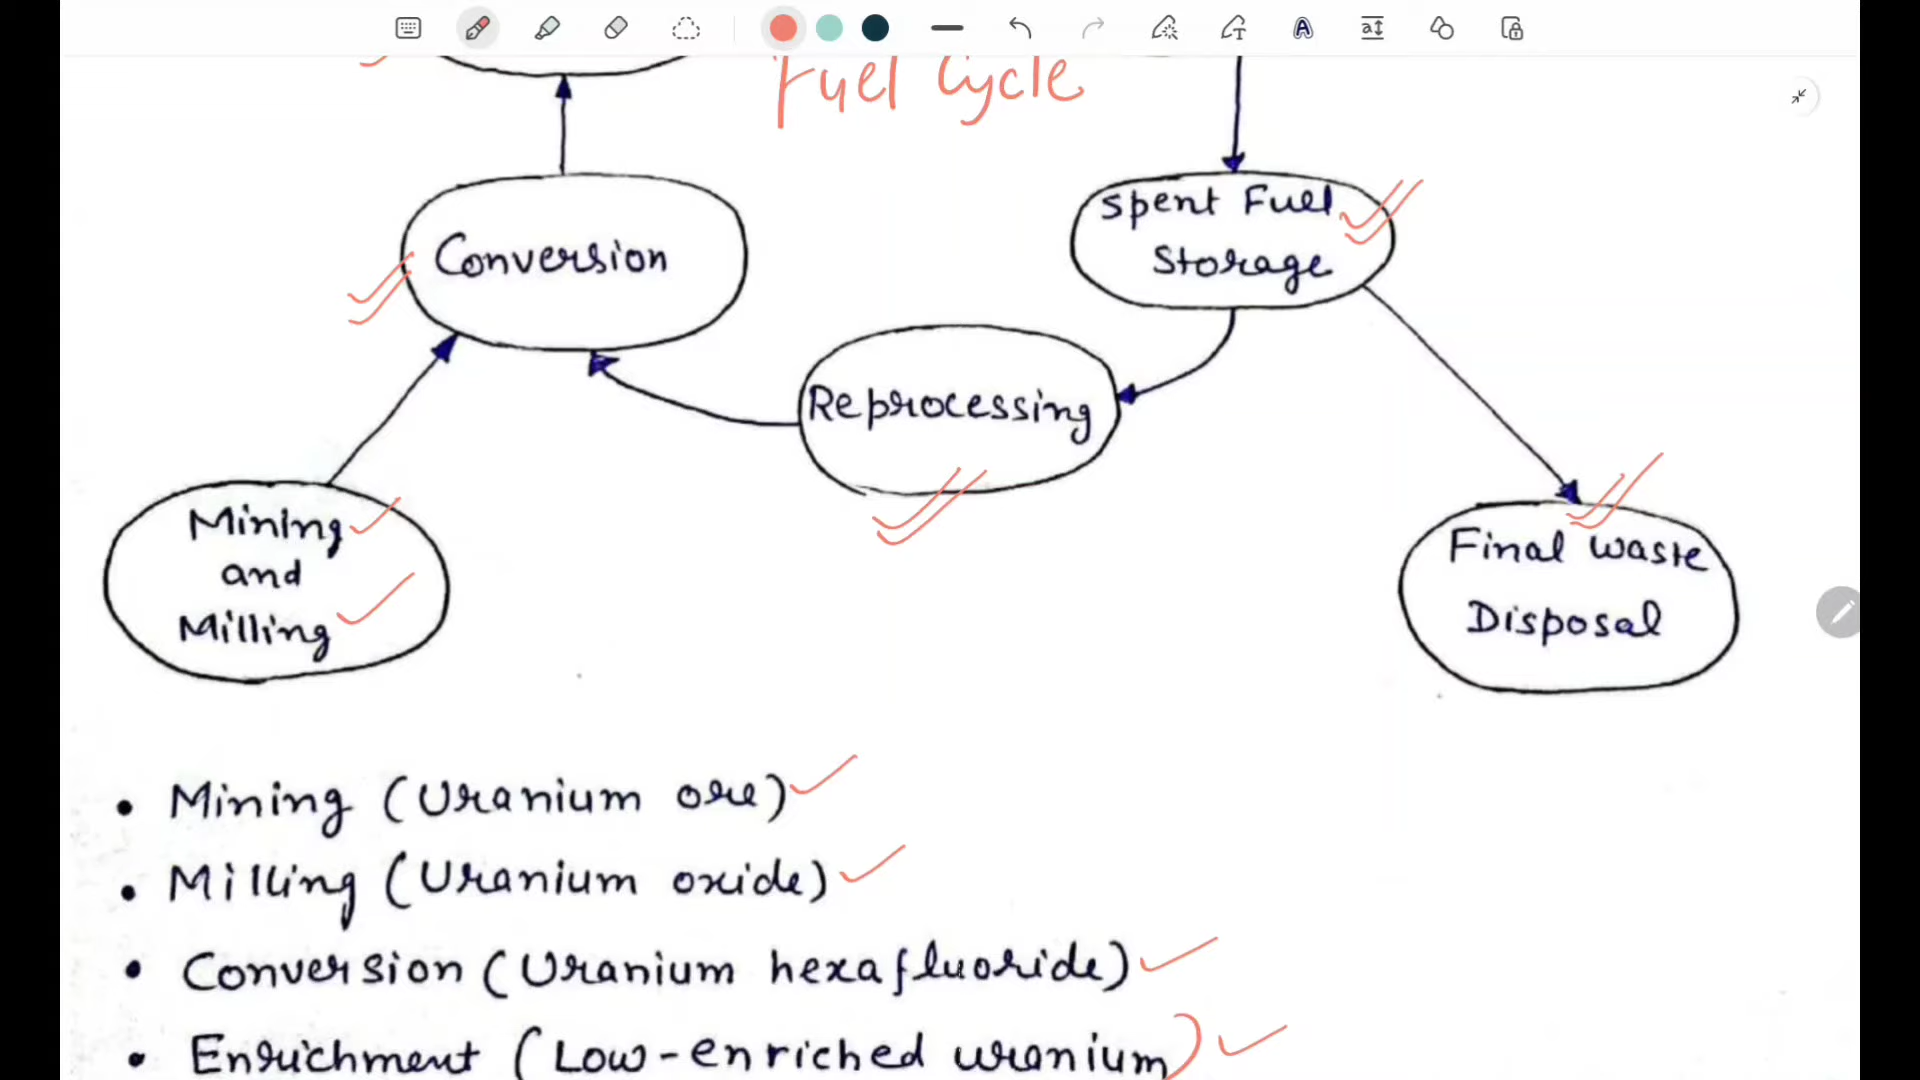 Fuel Cycle
Conversion
Spent Fuel
Storage
Reprocessing
Mining
and
Milling
Final Waste
Disposal
• Mining (Uranium ore)
• Milling (Uranium oxide)
• Conversion (Uranium hexafluoride)
• Enrichment (Low-enriched uranium)